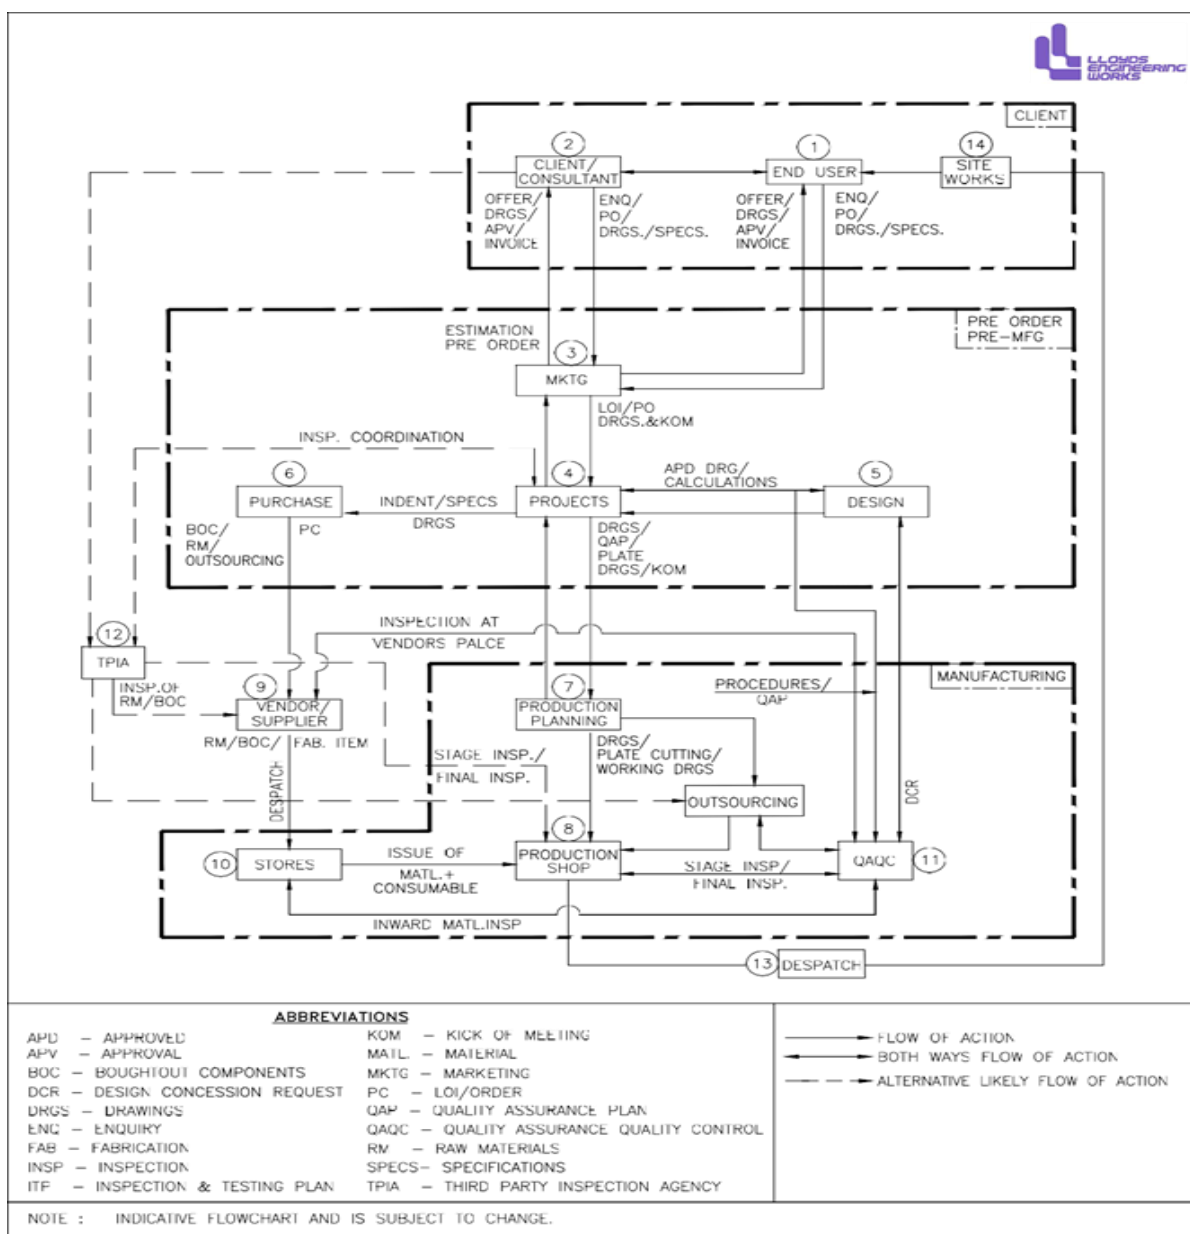 LLOYDS
ENGINEERING
WORKS
CLIENT
2
CLIENT/
CONSULTANT
1
END USER
14
SITE
WORKS
OFFER/
DRGS/
APV/
INVOICE
ENQ/
PO/
DRGS./SPECS.
OFFER/
DRGS/
APV/
INVOICE
ENQ/
PO/
DRGS./SPECS.
PRE ORDER
PRE-MFG
ESTIMATION
PRE ORDER
3
MKTG
LOI/PO
DRGS.&KOM
INSP. COORDINATION
6
PURCHASE
INDENT/SPECS
DRGS
4
PROJECTS
APD DRG/
CALCULATIONS
5
DESIGN
BOC/
RM/
OUTSOURCING
PC
DRGS/
QAP/
PLATE
DRGS/KOM
INSPECTION AT
VENDORS PALCE
12
TPIA
INSP.OF
RM/BOC
9
VENDOR/
SUPPLIER
RM/BOC/ FAB. ITEM
DESPATCH
MANUFACTURING
7
PRODUCTION
PLANNING
PROCEDURES/
QAP
DRGS/
PLATE CUTTING/
WORKING DRGS
STAGE INSP./
FINAL INSP.
OUTSOURCING
DCR
10
STORES
ISSUE OF
MATL.+
CONSUMABLE
8
PRODUCTION
SHOP
STAGE INSP/
FINAL INSP.
QAQC
11
INWARD MATL.INSP
13
DESPATCH
ABBREVIATIONS
APD – APPROVED
APV – APPROVAL
BOC – BOUGHTOUT COMPONENTS
DCR – DESIGN CONCESSION REQUEST
DRGS – DRAWINGS
ENQ – ENQUIRY
FAB – FABRICATION
INSP – INSPECTION
ITP – INSPECTION & TESTING PLAN
KOM – KICK OF MEETING
MATL. – MATERIAL
MKTG – MARKETING
PC – LOI/ORDER
QAP – QUALITY ASSURANCE PLAN
QAQC – QUALITY ASSURANCE QUALITY CONTROL
RM – RAW MATERIALS
SPECS– SPECIFICATIONS
TPIA – THIRD PARTY INSPECTION AGENCY
FLOW OF ACTION
BOTH WAYS FLOW OF ACTION
ALTERNATIVE LIKELY FLOW OF ACTION
NOTE : INDICATIVE FLOWCHART AND IS SUBJECT TO CHANGE.